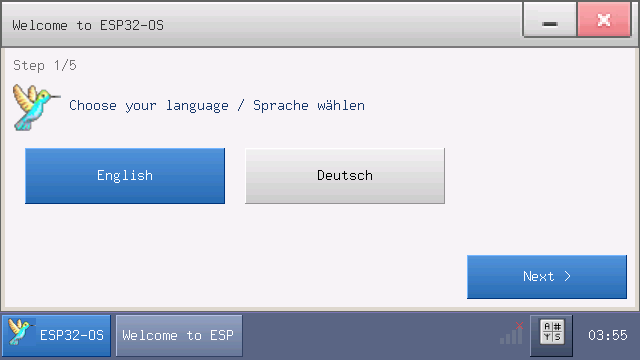 Welcome to ESP32-OS
Step 1/5
Choose your language / Sprache wählen
English
Deutsch
Next >
ESP32-OS
Welcome to ESP
A#
TS
03:55